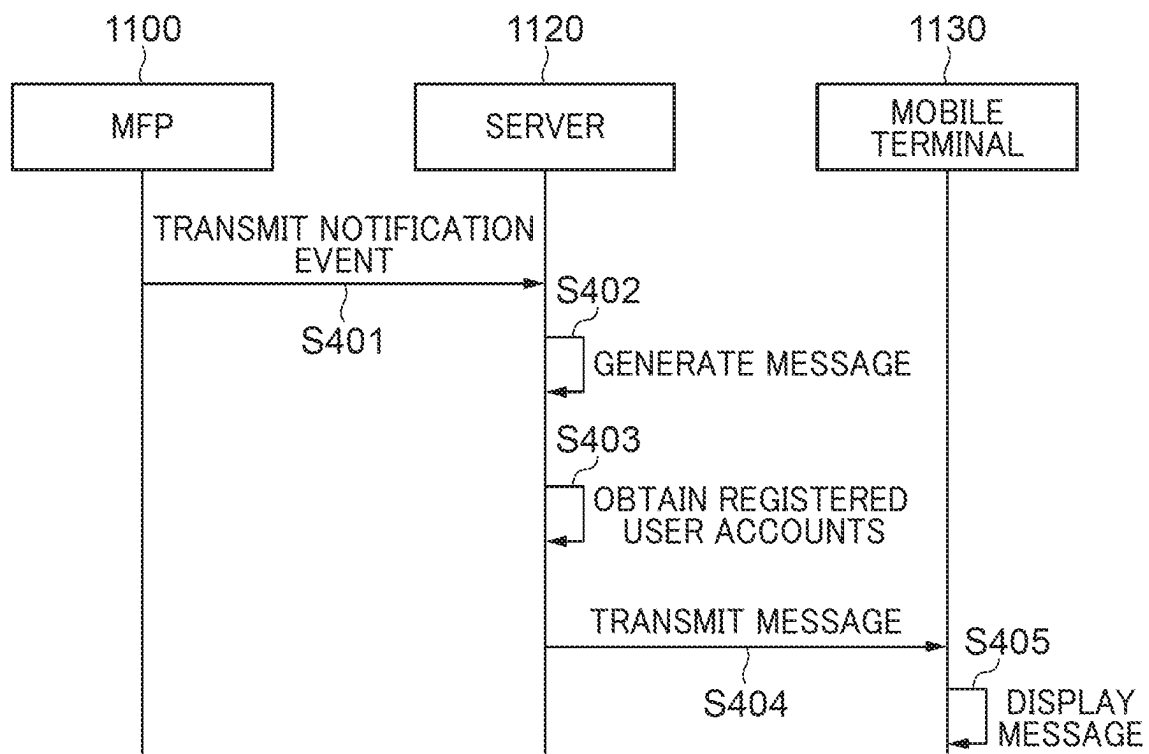 1100
1120
1130
MFP
SERVER
MOBILE
TERMINAL
TRANSMIT NOTIFICATION
EVENT
S401
S402
GENERATE MESSAGE
S403
OBTAIN REGISTERED
USER ACCOUNTS
TRANSMIT MESSAGE
S404
S405
DISPLAY
MESSAGE